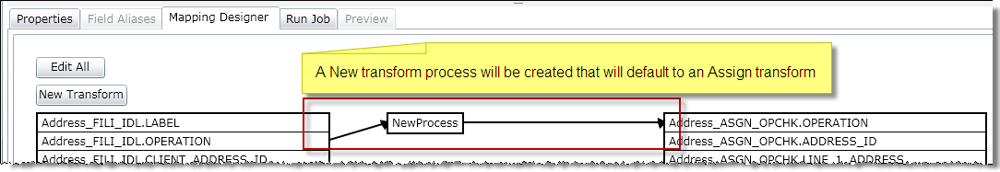 Properties Field Aliases Mapping Designer Run Job Preview
Edit All
A New transform process will be created that will default to an Assign transform
New Transform
Address_FILI_IDL.LABEL NewProcess Address_ASGN_OPCHK.OPERATION
Address_FILI_IDL.OPERATION Address_ASGN_OPCHK.ADDRESS_ID
Address_FILI_IDL.CLIENT_ADDRESS_ID Address_ASGN_OPCHK.LINE_1_ADDRESS